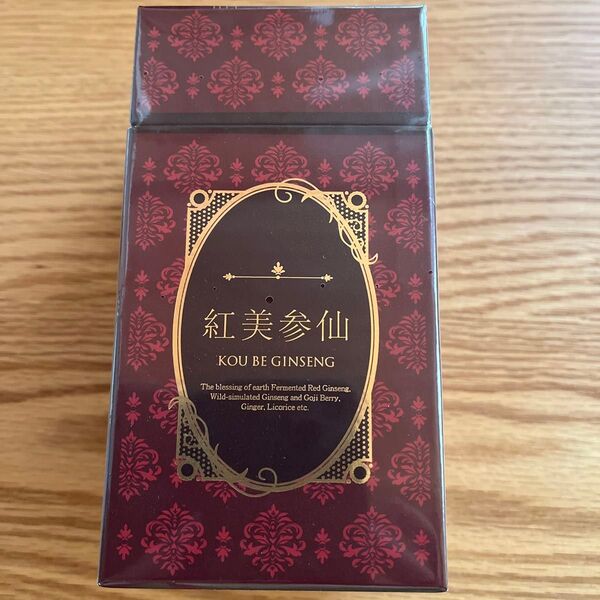 紅美参仙
KOU BE GINSENG
The blessing of earth Fermented Red Ginseng,
Wild-simulated Ginseng and Goji Berry,
Ginger, Licorice etc.